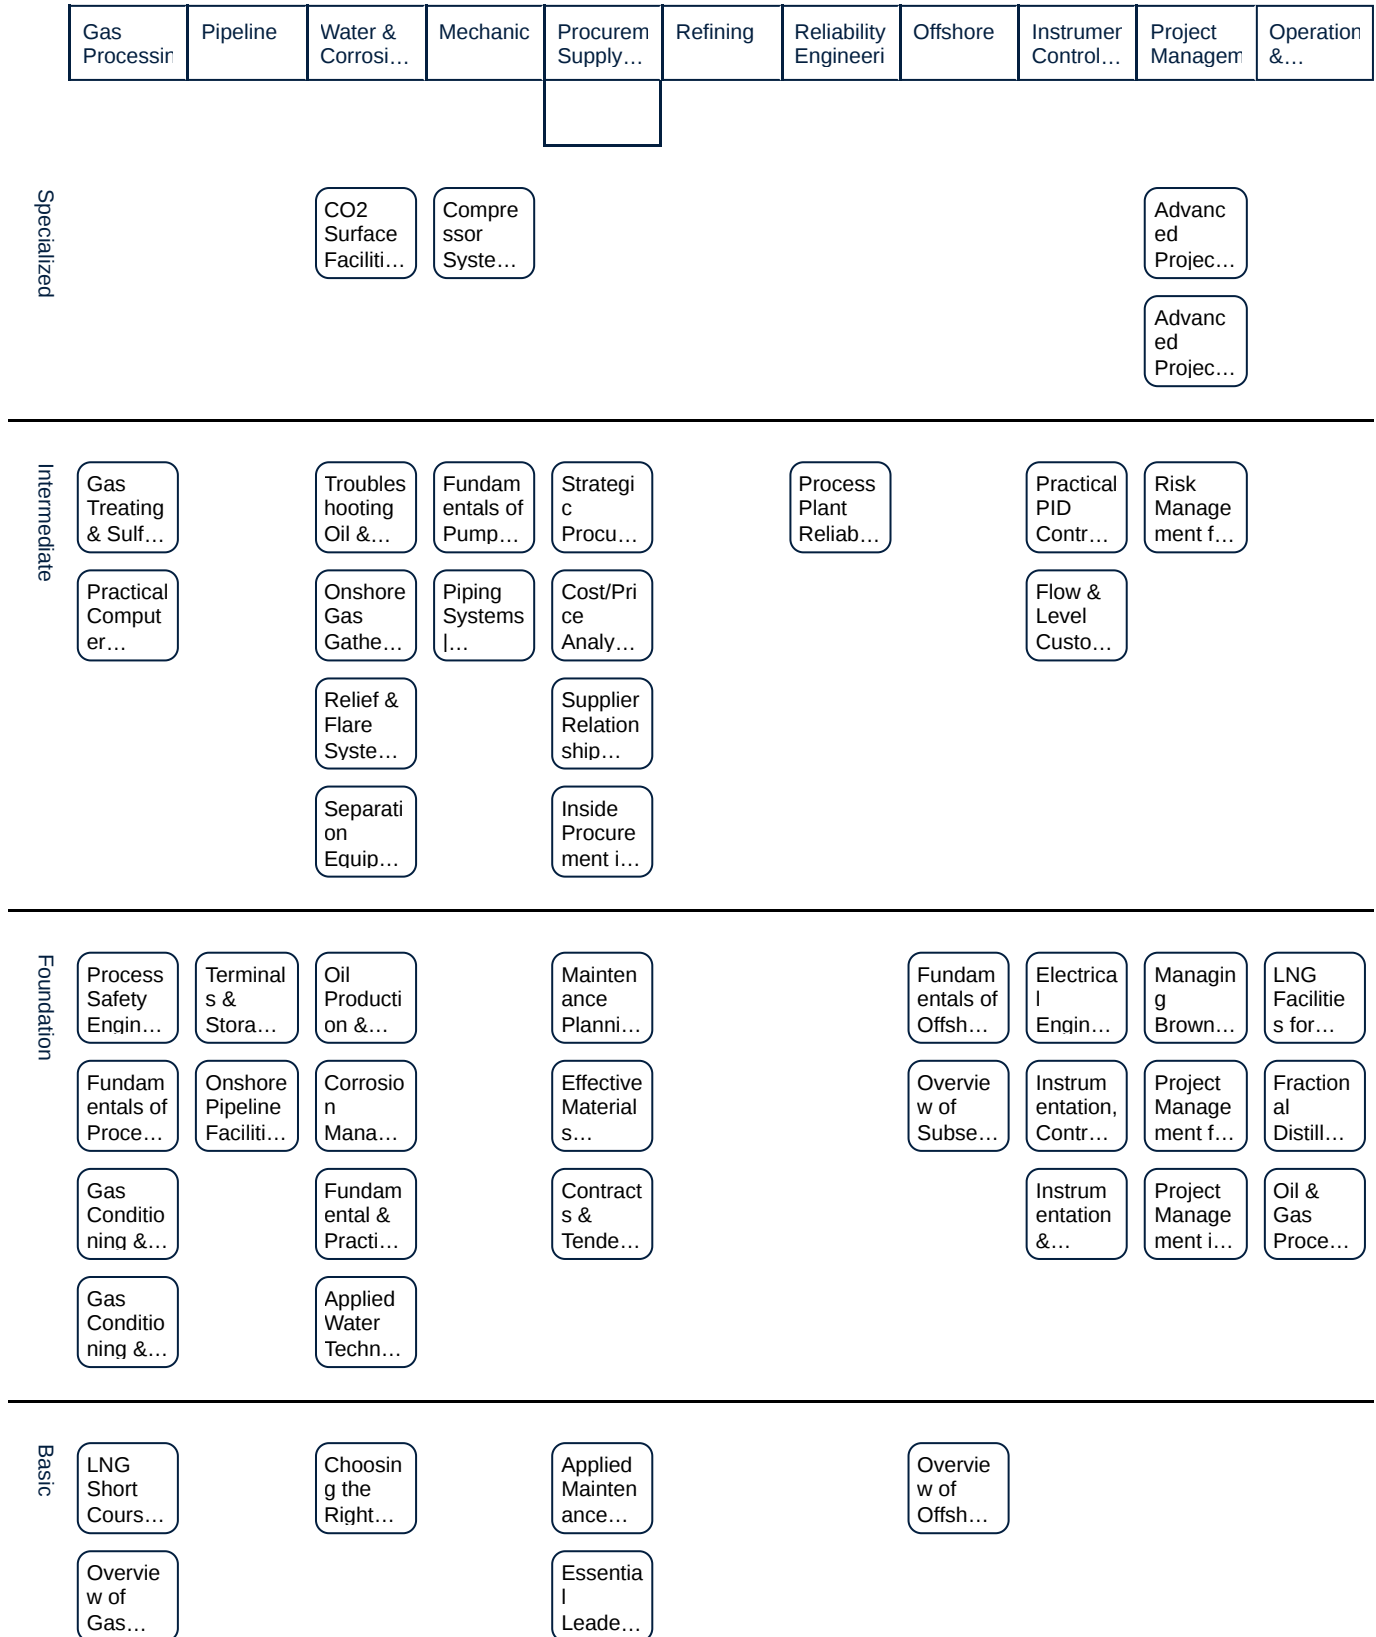 Gas
Processin
Pipeline
Water &
Corrosi…
Mechanic
Procurem
Supply…
Refining
Reliability
Engineeri
Offshore
Instrumer
Control…
Project
Managem
Operation
&…
Specialized
CO2
Surface
Faciliti…
Compre
ssor
Syste…
Advanc
ed
Projec…
Advanc
ed
Projec…
Intermediate
Gas
Treating
& Sulf…
Troubles
hooting
Oil &…
Fundam
entals of
Pump…
Strategi
c
Procu…
Process
Plant
Reliab…
Practical
PID
Contr…
Risk
Manage
ment f…
Practical
Comput
er…
Onshore
Gas
Gathe…
Piping
Systems
|…
Cost/Pri
ce
Analy…
Flow &
Level
Custo…
Relief &
Flare
Syste…
Supplier
Relation
ship…
Separati
on
Equip…
Inside
Procure
ment i…
Foundation
Process
Safety
Engin…
Terminal
s &
Stora…
Oil
Producti
on &…
Mainten
ance
Planni…
Fundam
entals of
Offsh…
Electrica
l
Engin…
Managin
g
Brown…
LNG
Facilitie
s for…
Fundam
entals of
Proce…
Onshore
Pipeline
Faciliti…
Corrosio
n
Mana…
Effective
Material
s…
Overvie
w of
Subse…
Instrum
entation,
Contr…
Project
Manage
ment f…
Fraction
al
Distill…
Gas
Conditio
ning &…
Fundam
ental &
Practi…
Contract
s &
Tende…
Instrum
entation
&…
Project
Manage
ment i…
Oil &
Gas
Proce…
Gas
Conditio
ning &…
Applied
Water
Techn…
Basic
LNG
Short
Cours…
Choosin
g the
Right…
Applied
Mainten
ance…
Overvie
w of
Offsh…
Overvie
w of
Gas…
Essentia
l
Leade…